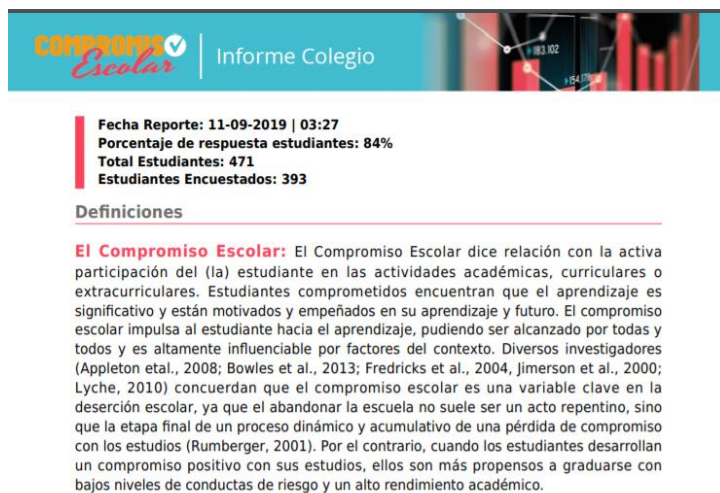 COMPROMISO
Escolar
Informe Colegio
183.102
154.178
Fecha Reporte: 11-09-2019 | 03:27
Porcentaje de respuesta estudiantes: 84%
Total Estudiantes: 471
Estudiantes Encuestados: 393
Definiciones
El Compromiso Escolar: El Compromiso Escolar dice relación con la activa
participación del (la) estudiante en las actividades académicas, curriculares o
extracurriculares. Estudiantes comprometidos encuentran que el aprendizaje es
significativo y están motivados y empeñados en su aprendizaje y futuro. El compromiso
escolar impulsa al estudiante hacia el aprendizaje, pudiendo ser alcanzado por todas y
todos y es altamente influenciable por factores del contexto. Diversos investigadores
(Appleton etal., 2008; Bowles et al., 2013; Fredricks et al., 2004, Jimerson et al., 2000;
Lyche, 2010) concuerdan que el compromiso escolar es una variable clave en la
deserción escolar, ya que el abandonar la escuela no suele ser un acto repentino, sino
que la etapa final de un proceso dinámico y acumulativo de una pérdida de compromiso
con los estudios (Rumberger, 2001). Por el contrario, cuando los estudiantes desarrollan
un compromiso positivo con sus estudios, ellos son más propensos a graduarse con
bajos niveles de conductas de riesgo y un alto rendimiento académico.